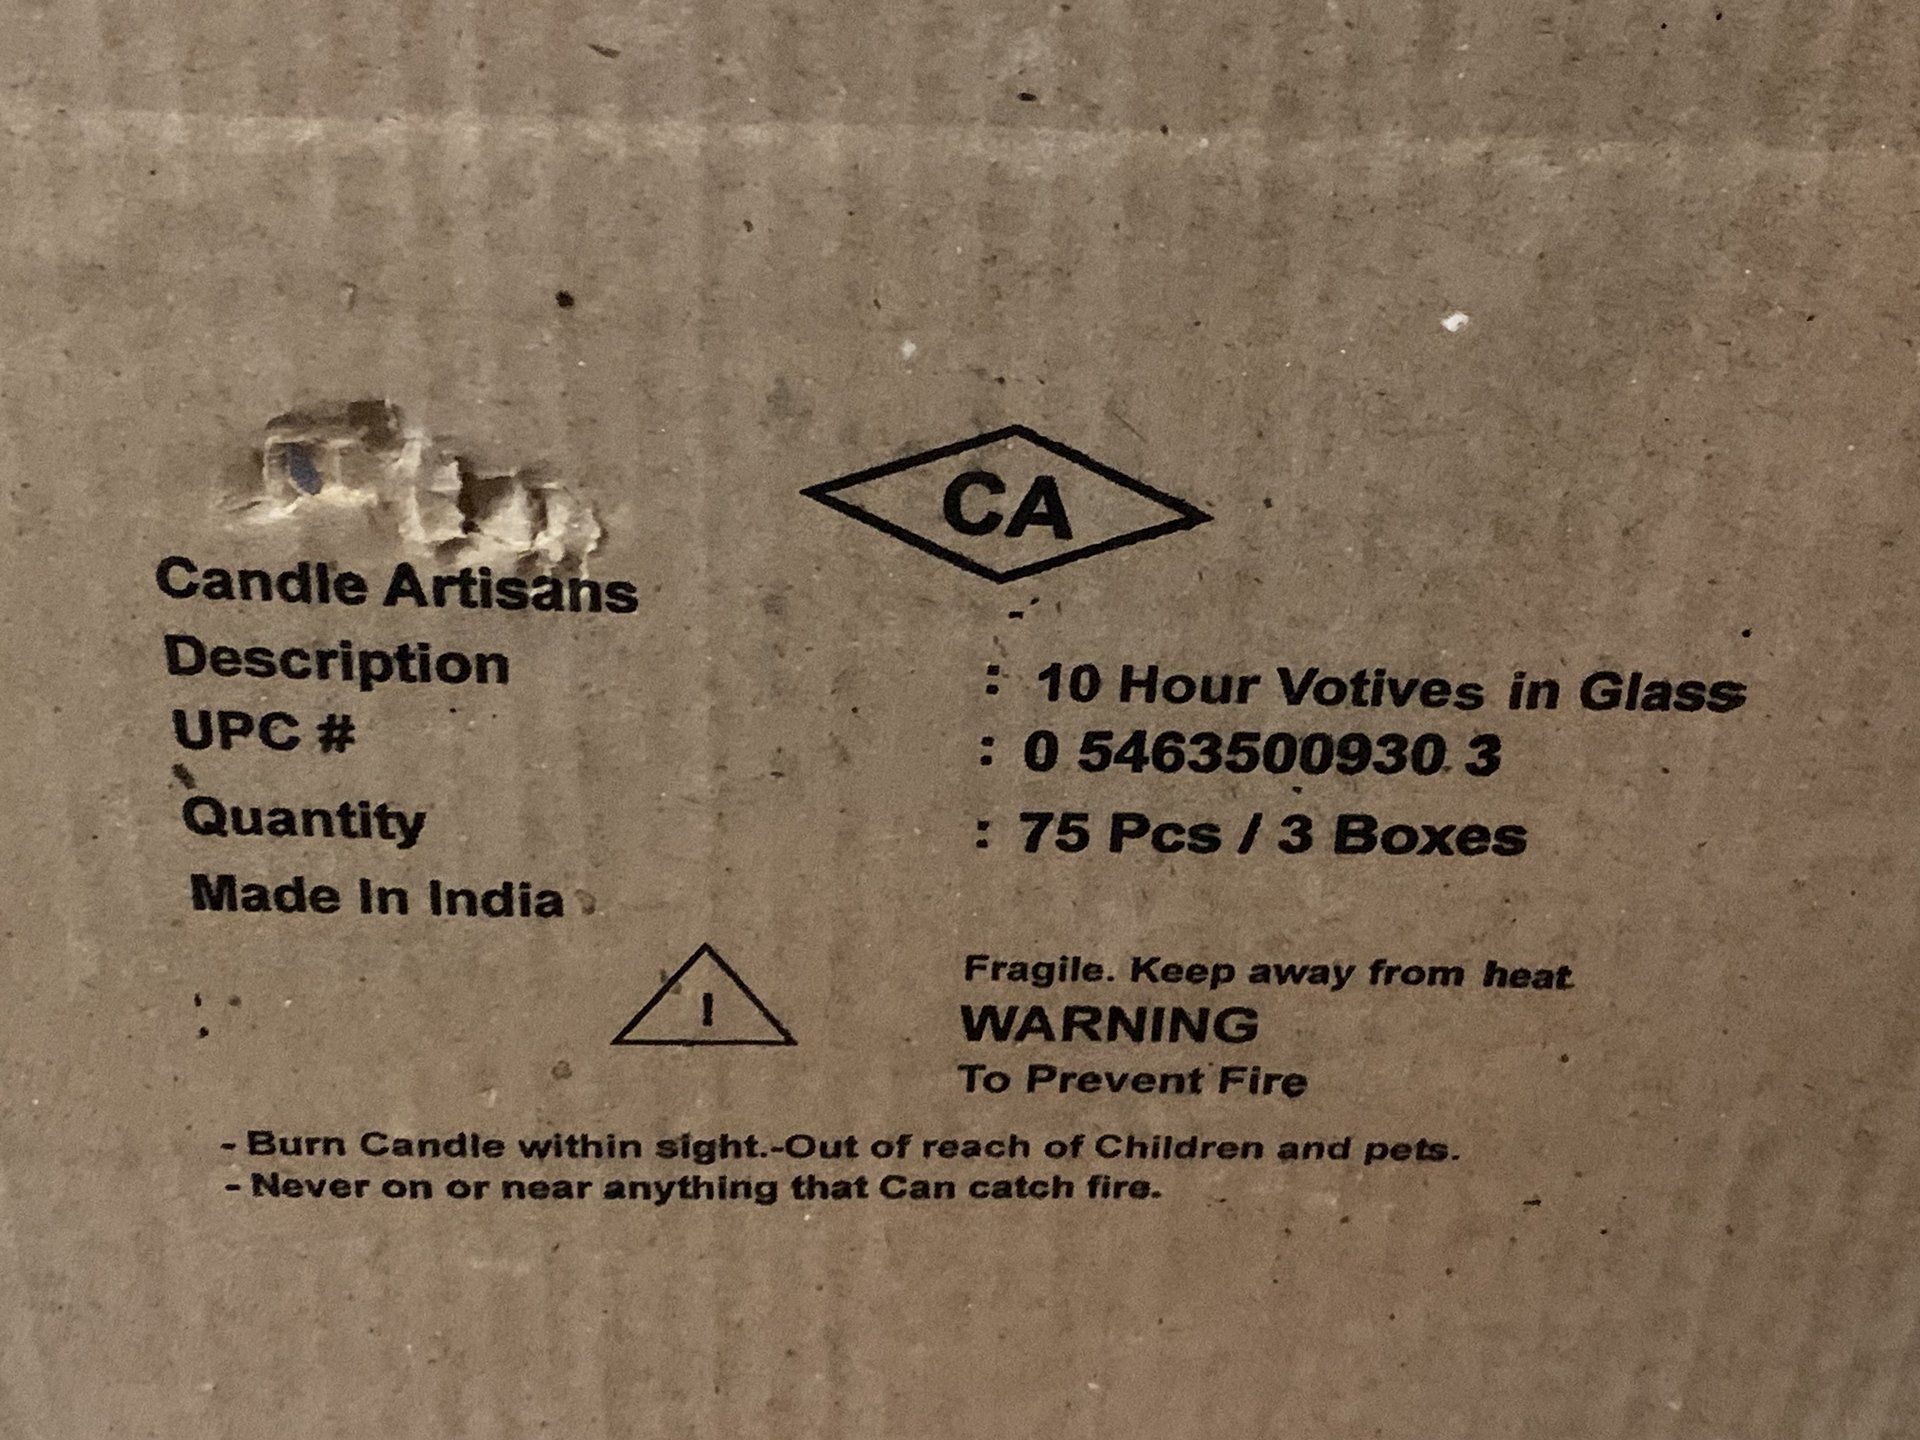 CA
Candle Artisans
Description : 10 Hour Votives in Glass
UPC # : 0 5463500930 3
Quantity : 75 Pcs / 3 Boxes
Made In India
!
Fragile. Keep away from heat
WARNING
To Prevent Fire
- Burn Candle within sight.-Out of reach of Children and pets.
- Never on or near anything that Can catch fire.